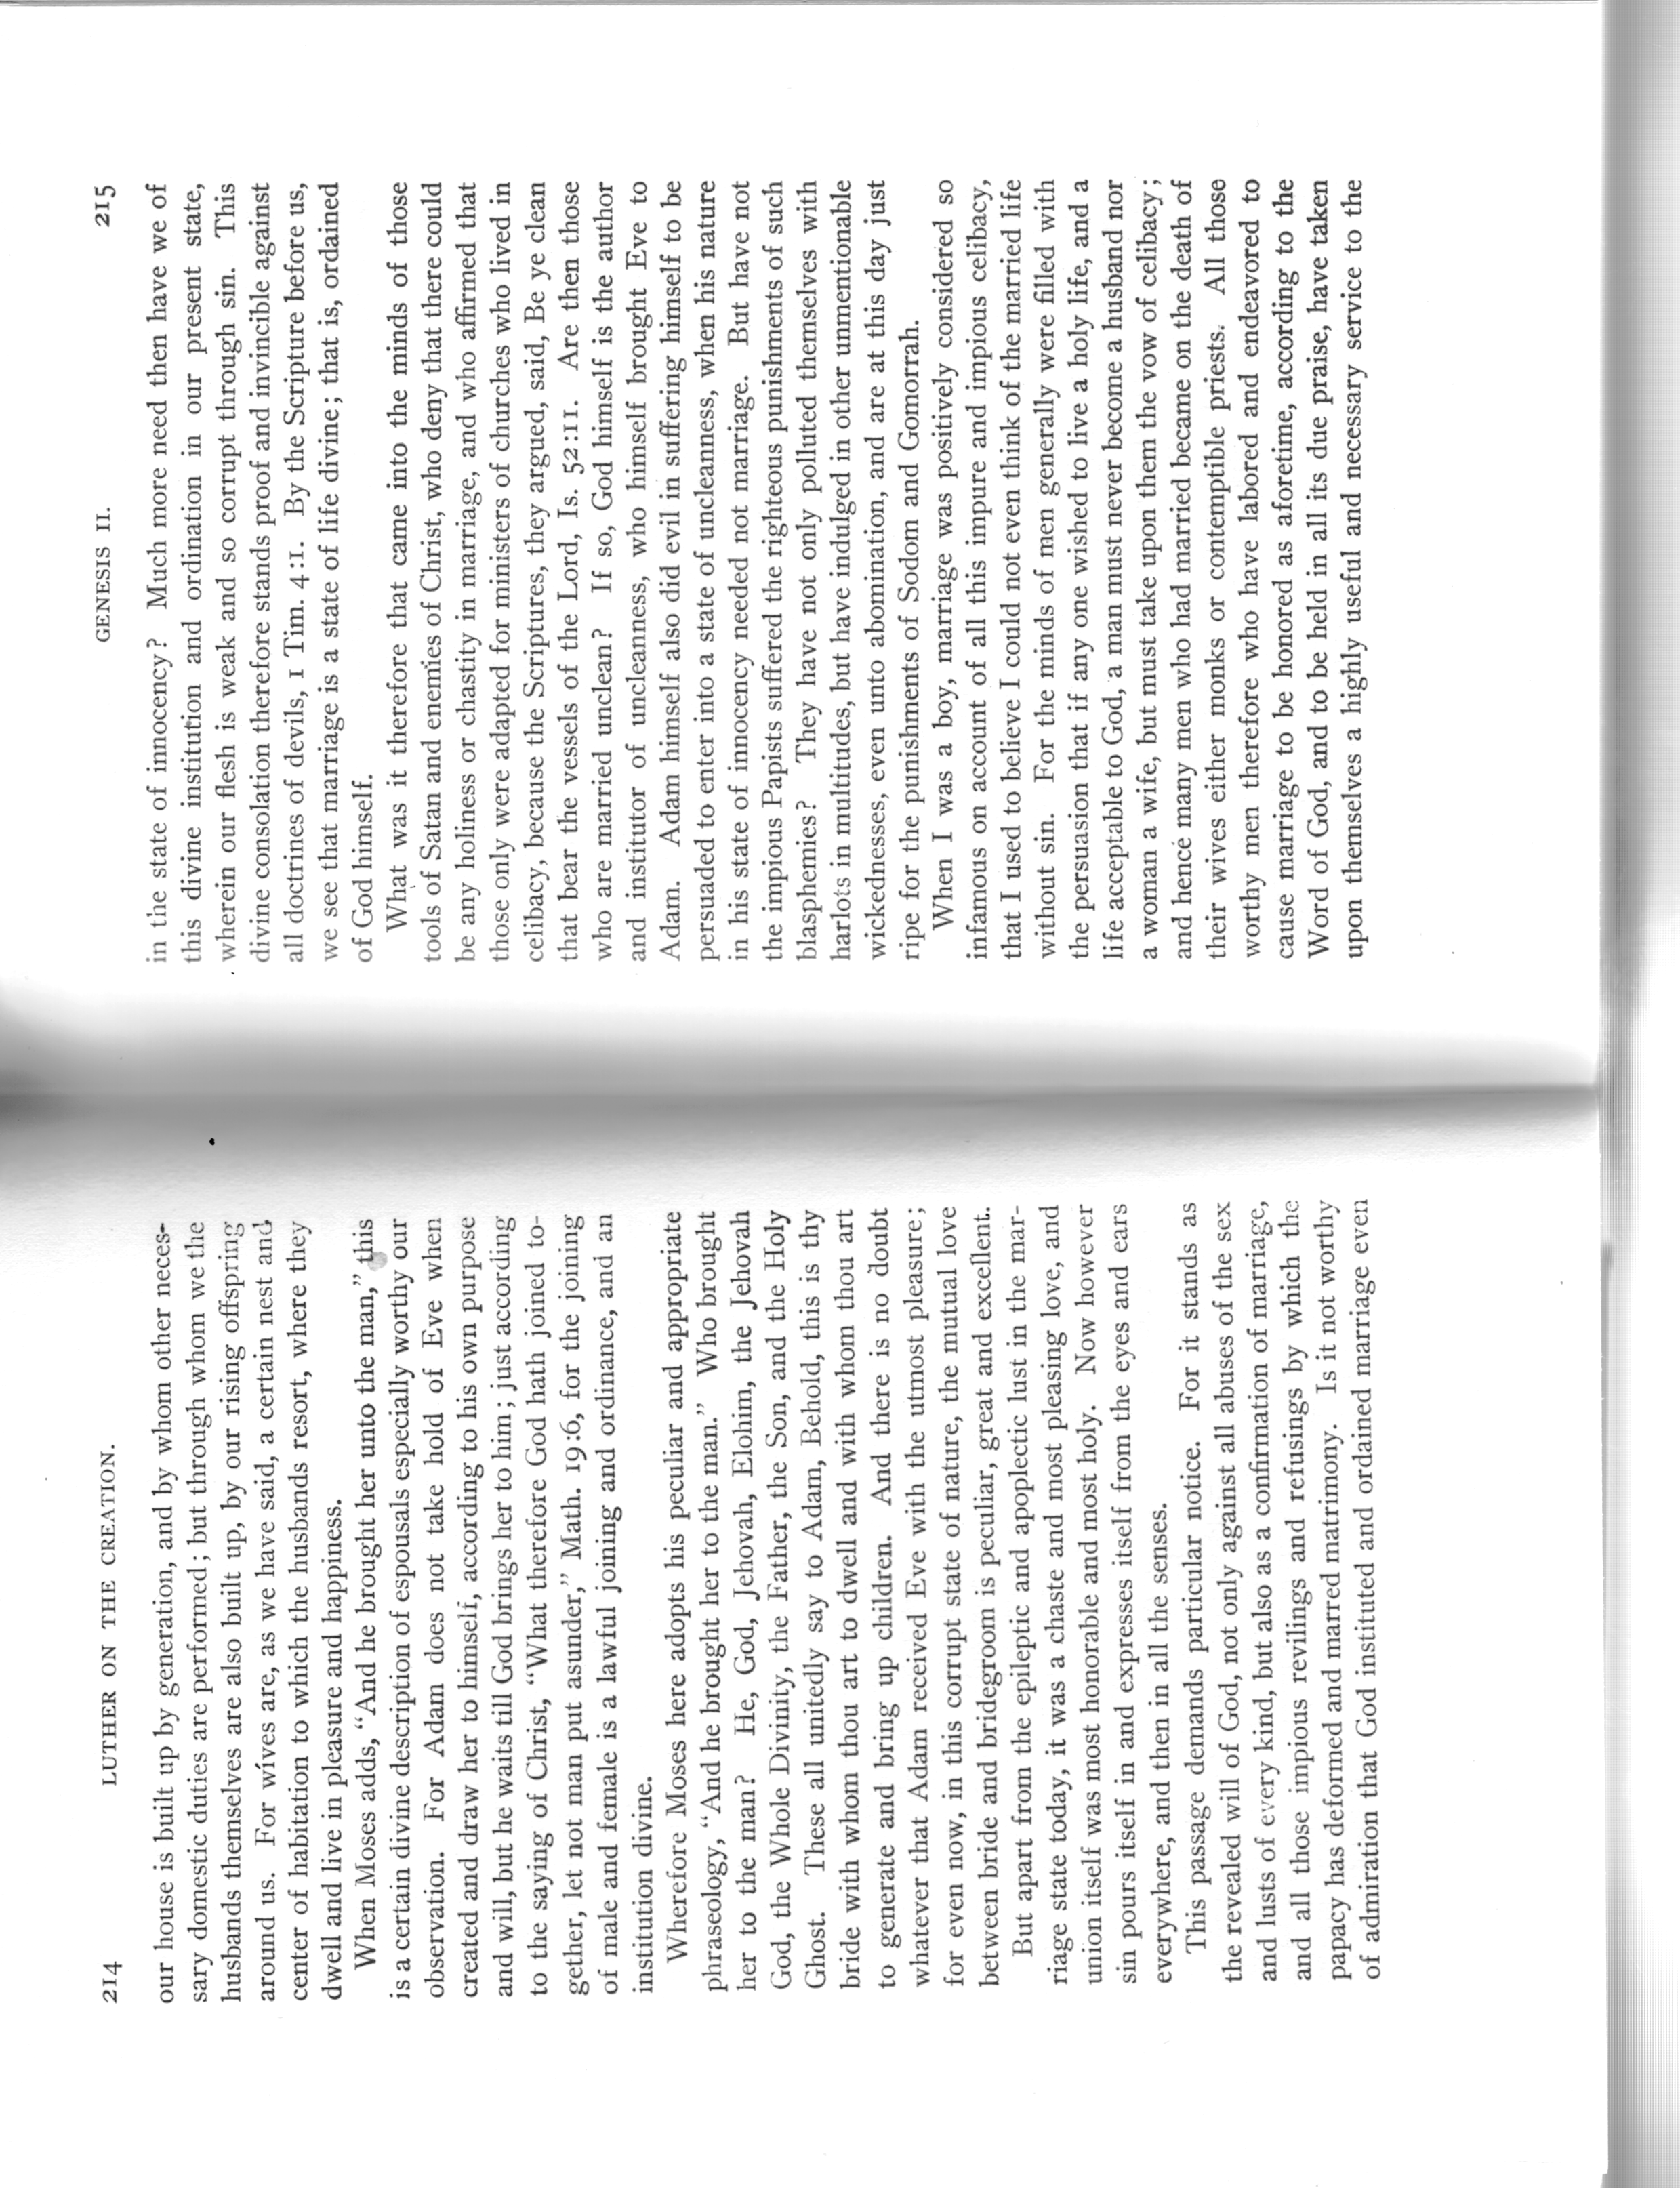 214 LUTHER ON THE CREATION.
our house is built up by generation, and by whom other neces-
sary domestic duties are performed; but through whom we the
husbands themselves are also built up, by our rising offspring
around us. For wives are, as we have said, a certain nest and
center of habitation to which the husbands resort, where they
dwell and live in pleasure and happiness.
When Moses adds, “And he brought her unto the man,” this
is a certain divine description of espousals especially worthy our
observation. For Adam does not take hold of Eve when
created and draw her to himself, according to his own purpose
and will, but he waits till God brings her to him; just according
to the saying of Christ, “What therefore God hath joined to-
gether, let not man put asunder,” Math. 19:6, for the joining
of male and female is a lawful joining and ordinance, and an
institution divine.
Wherefore Moses here adopts his peculiar and appropriate
phraseology, “And he brought her to the man.” Who brought
her to the man? He, God, Jehovah, Elohim, the Jehovah
God, the Whole Divinity, the Father, the Son, and the Holy
Ghost. These all unitedly say to Adam, Behold, this is thy
bride with whom thou art to dwell and with whom thou art
to generate and bring up children. And there is no doubt
whatever that Adam received Eve with the utmost pleasure;
for even now, in this corrupt state of nature, the mutual love
between bride and bridegroom is peculiar, great and excellent.
But apart from the epileptic and apoplectic lust in the mar-
riage state today, it was a chaste and most pleasing love, and
union itself was most honorable and most holy. Now however
sin pours itself in and expresses itself from the eyes and ears
everywhere, and then in all the senses.
This passage demands particular notice. For it stands as
the revealed will of God, not only against all abuses of the sex
and lusts of every kind, but also as a confirmation of marriage,
and all those impious revilings and refusings by which the
papacy has deformed and marred matrimony. Is it not worthy
of admiration that God instituted and ordained marriage even
GENESIS II. 215
in the state of innocency? Much more need then have we of
this divine institution and ordination in our present state,
wherein our flesh is weak and so corrupt through sin. This
divine consolation therefore stands proof and invincible against
all doctrines of devils, 1 Tim. 4:1. By the Scripture before us,
we see that marriage is a state of life divine; that is, ordained
of God himself.
What was it therefore that came into the minds of those
tools of Satan and enemies of Christ, who deny that there could
be any holiness or chastity in marriage, and who affirmed that
those only were adapted for ministers of churches who lived in
celibacy, because the Scriptures, they argued, said, Be ye clean
that bear the vessels of the Lord, Is. 52:11. Are then those
who are married unclean? If so, God himself is the author
and institutor of uncleanness, who himself brought Eve to
Adam. Adam himself also did evil in suffering himself to be
persuaded to enter into a state of uncleanness, when his nature
in his state of innocency needed not marriage. But have not
the impious Papists suffered the righteous punishments of such
blasphemies? They have not only polluted themselves with
harlots in multitudes, but have indulged in other unmentionable
wickednesses, even unto abomination, and are at this day just
ripe for the punishments of Sodom and Gomorrah.
When I was a boy, marriage was positively considered so
infamous on account of all this impure and impious celibacy,
that I used to believe I could not even think of the married life
without sin. For the minds of men generally were filled with
the persuasion that if any one wished to live a holy life, and a
life acceptable to God, a man must never become a husband nor
a woman a wife, but must take upon them the vow of celibacy;
and hence many men who had married became on the death of
their wives either monks or contemptible priests. All those
worthy men therefore who have labored and endeavored to
cause marriage to be honored as aforetime, according to the
Word of God, and to be held in all its due praise, have taken
upon themselves a highly useful and necessary service to the